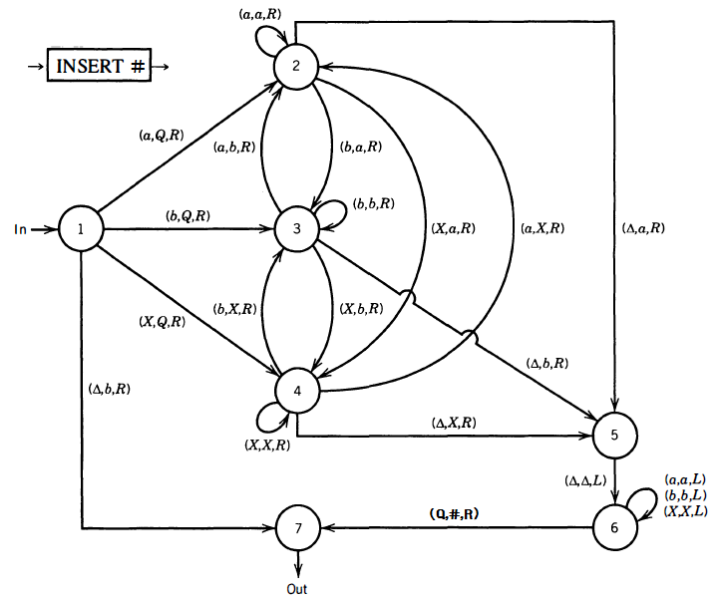 (a,a,R)
INSERT #
2
(a,Q,R)
(a,b,R)
(b,a,R)
(b,b,R)
In
1
(b,Q,R)
3
(X,a,R)
(a,X,R)
(Δ,a,R)
(X,Q,R)
(b,X,R)
(X,b,R)
(Δ,b,R)
(Δ,b,R)
4
(X,X,R)
(Δ,X,R)
5
(Δ,Δ,L)
(a,a,L)
(b,b,L)
(X,X,L)
(Q,#,R)
7
6
Out